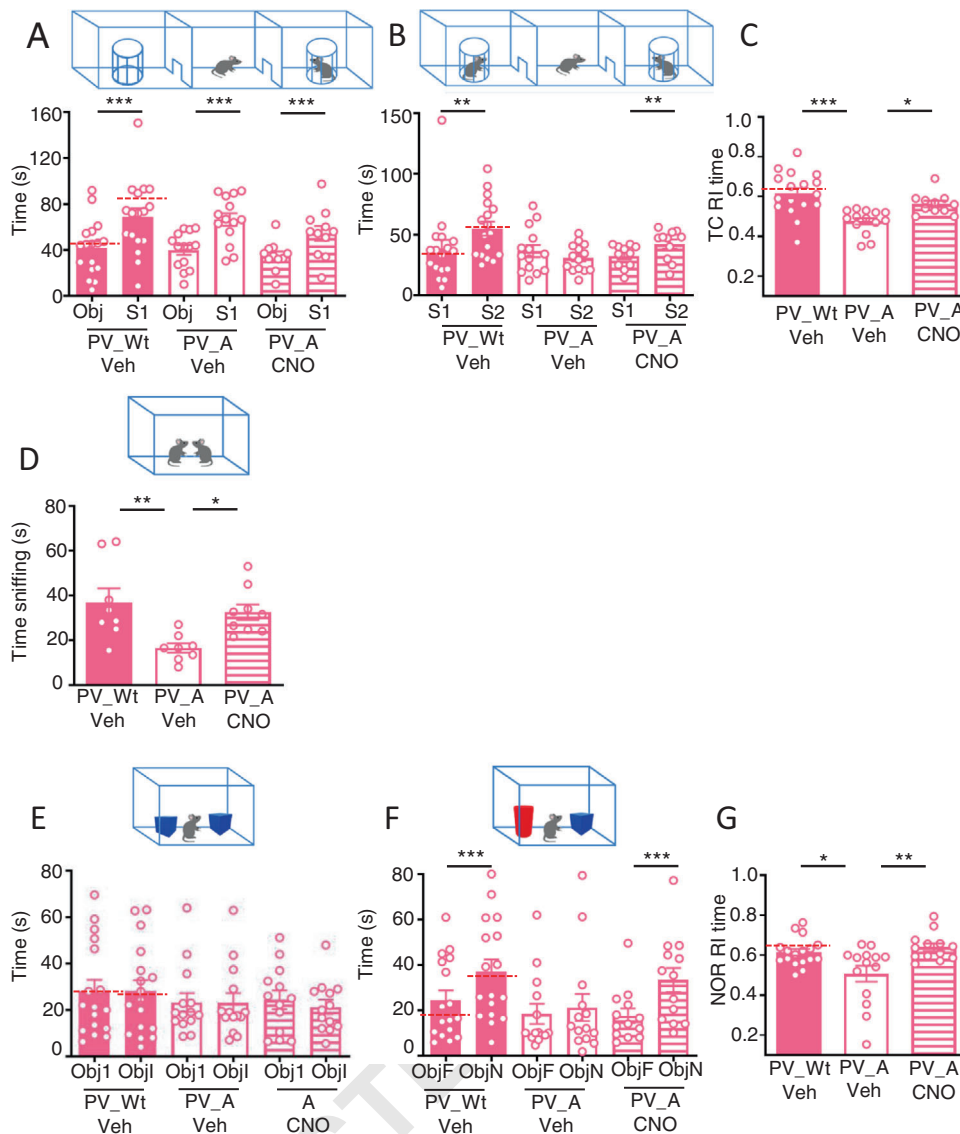 A
B
C
***
***
***
**
**
***
*
Time (s)
160
120
80
40
0
Obj S1 Obj S1 Obj S1
PV_Wt PV_A PV_A
Veh Veh CNO
Time (s)
150
100
50
0
S1 S2 S1 S2 S1 S2
PV_Wt PV_A PV_A
Veh Veh CNO
TC RI time
1.0
0.8
0.6
0.4
0.2
PV_Wt PV_A PV_A
Veh Veh CNO
D
**
*
Time sniffing (s)
80
60
40
20
0
PV_Wt PV_A PV_A
Veh Veh CNO
E
F
G
***
***
*
**
Time (s)
80
60
40
20
0
Obj1 ObjI Obj1 ObjI Obj1 ObjI
PV_Wt PV_A A
Veh Veh CNO
Time (s)
80
60
40
20
0
ObjF ObjN ObjF ObjN ObjF ObjN
PV_Wt PV_A PV_A
Veh Veh CNO
NOR RI time
1.0
0.8
0.6
0.4
0.2
PV_Wt PV_A PV_A
Veh Veh CNO